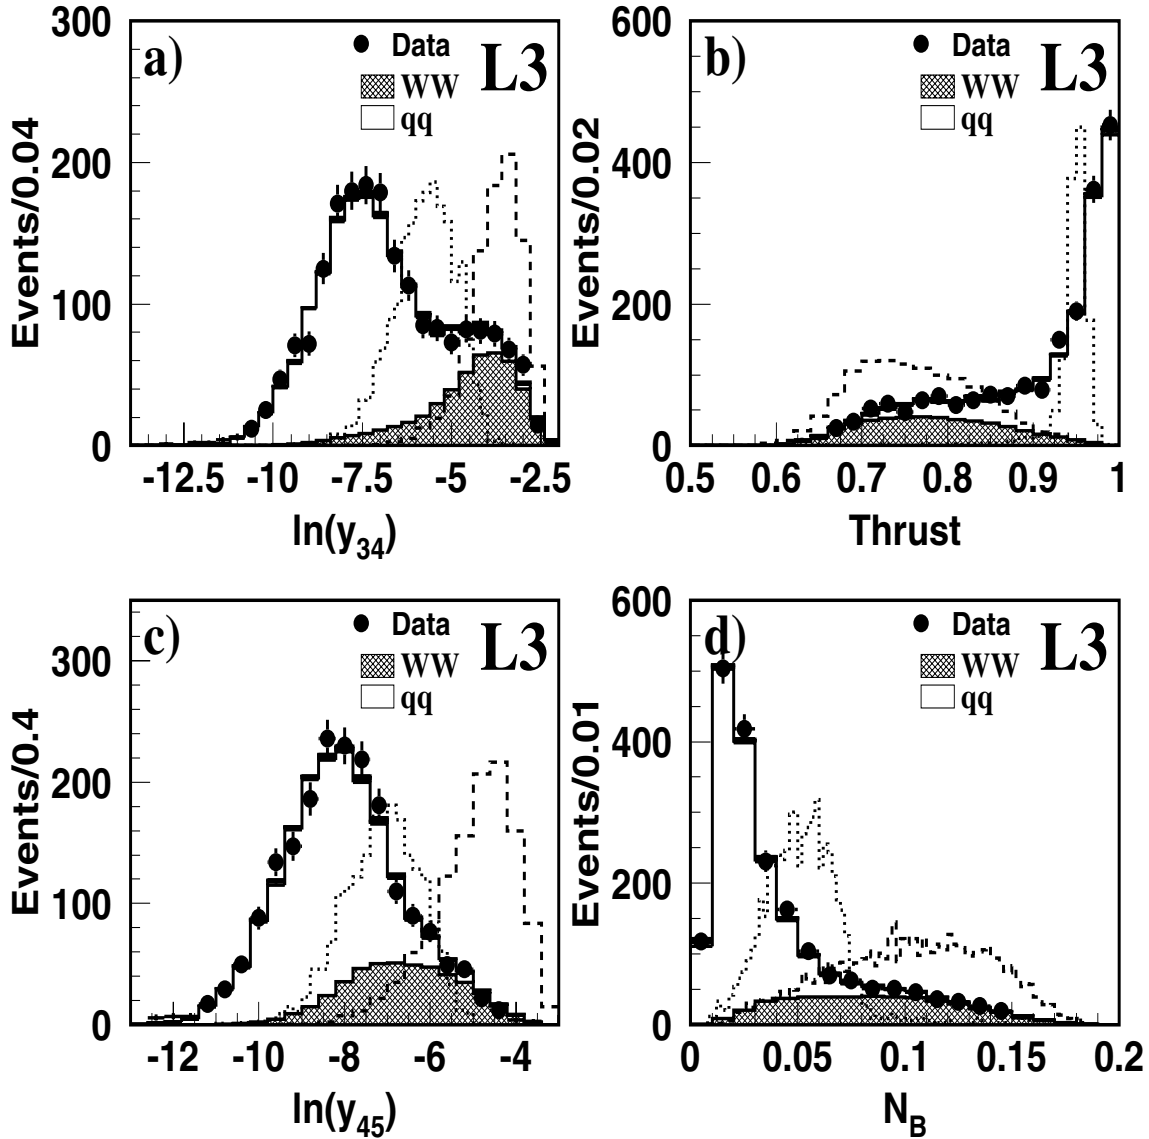 300
200
100
0
Events/0.04
a)
Data
WW
qq
L3
-12.5 -10 -7.5 -5 -2.5
ln(y34)
600
400
200
0
Events/0.02
b)
Data
WW
qq
L3
0.5 0.6 0.7 0.8 0.9 1
Thrust
300
200
100
0
Events/0.4
c)
Data
WW
qq
L3
-12 -10 -8 -6 -4
ln(y45)
600
400
200
0
Events/0.01
d)
Data
WW
qq
L3
0 0.05 0.1 0.15 0.2
NB